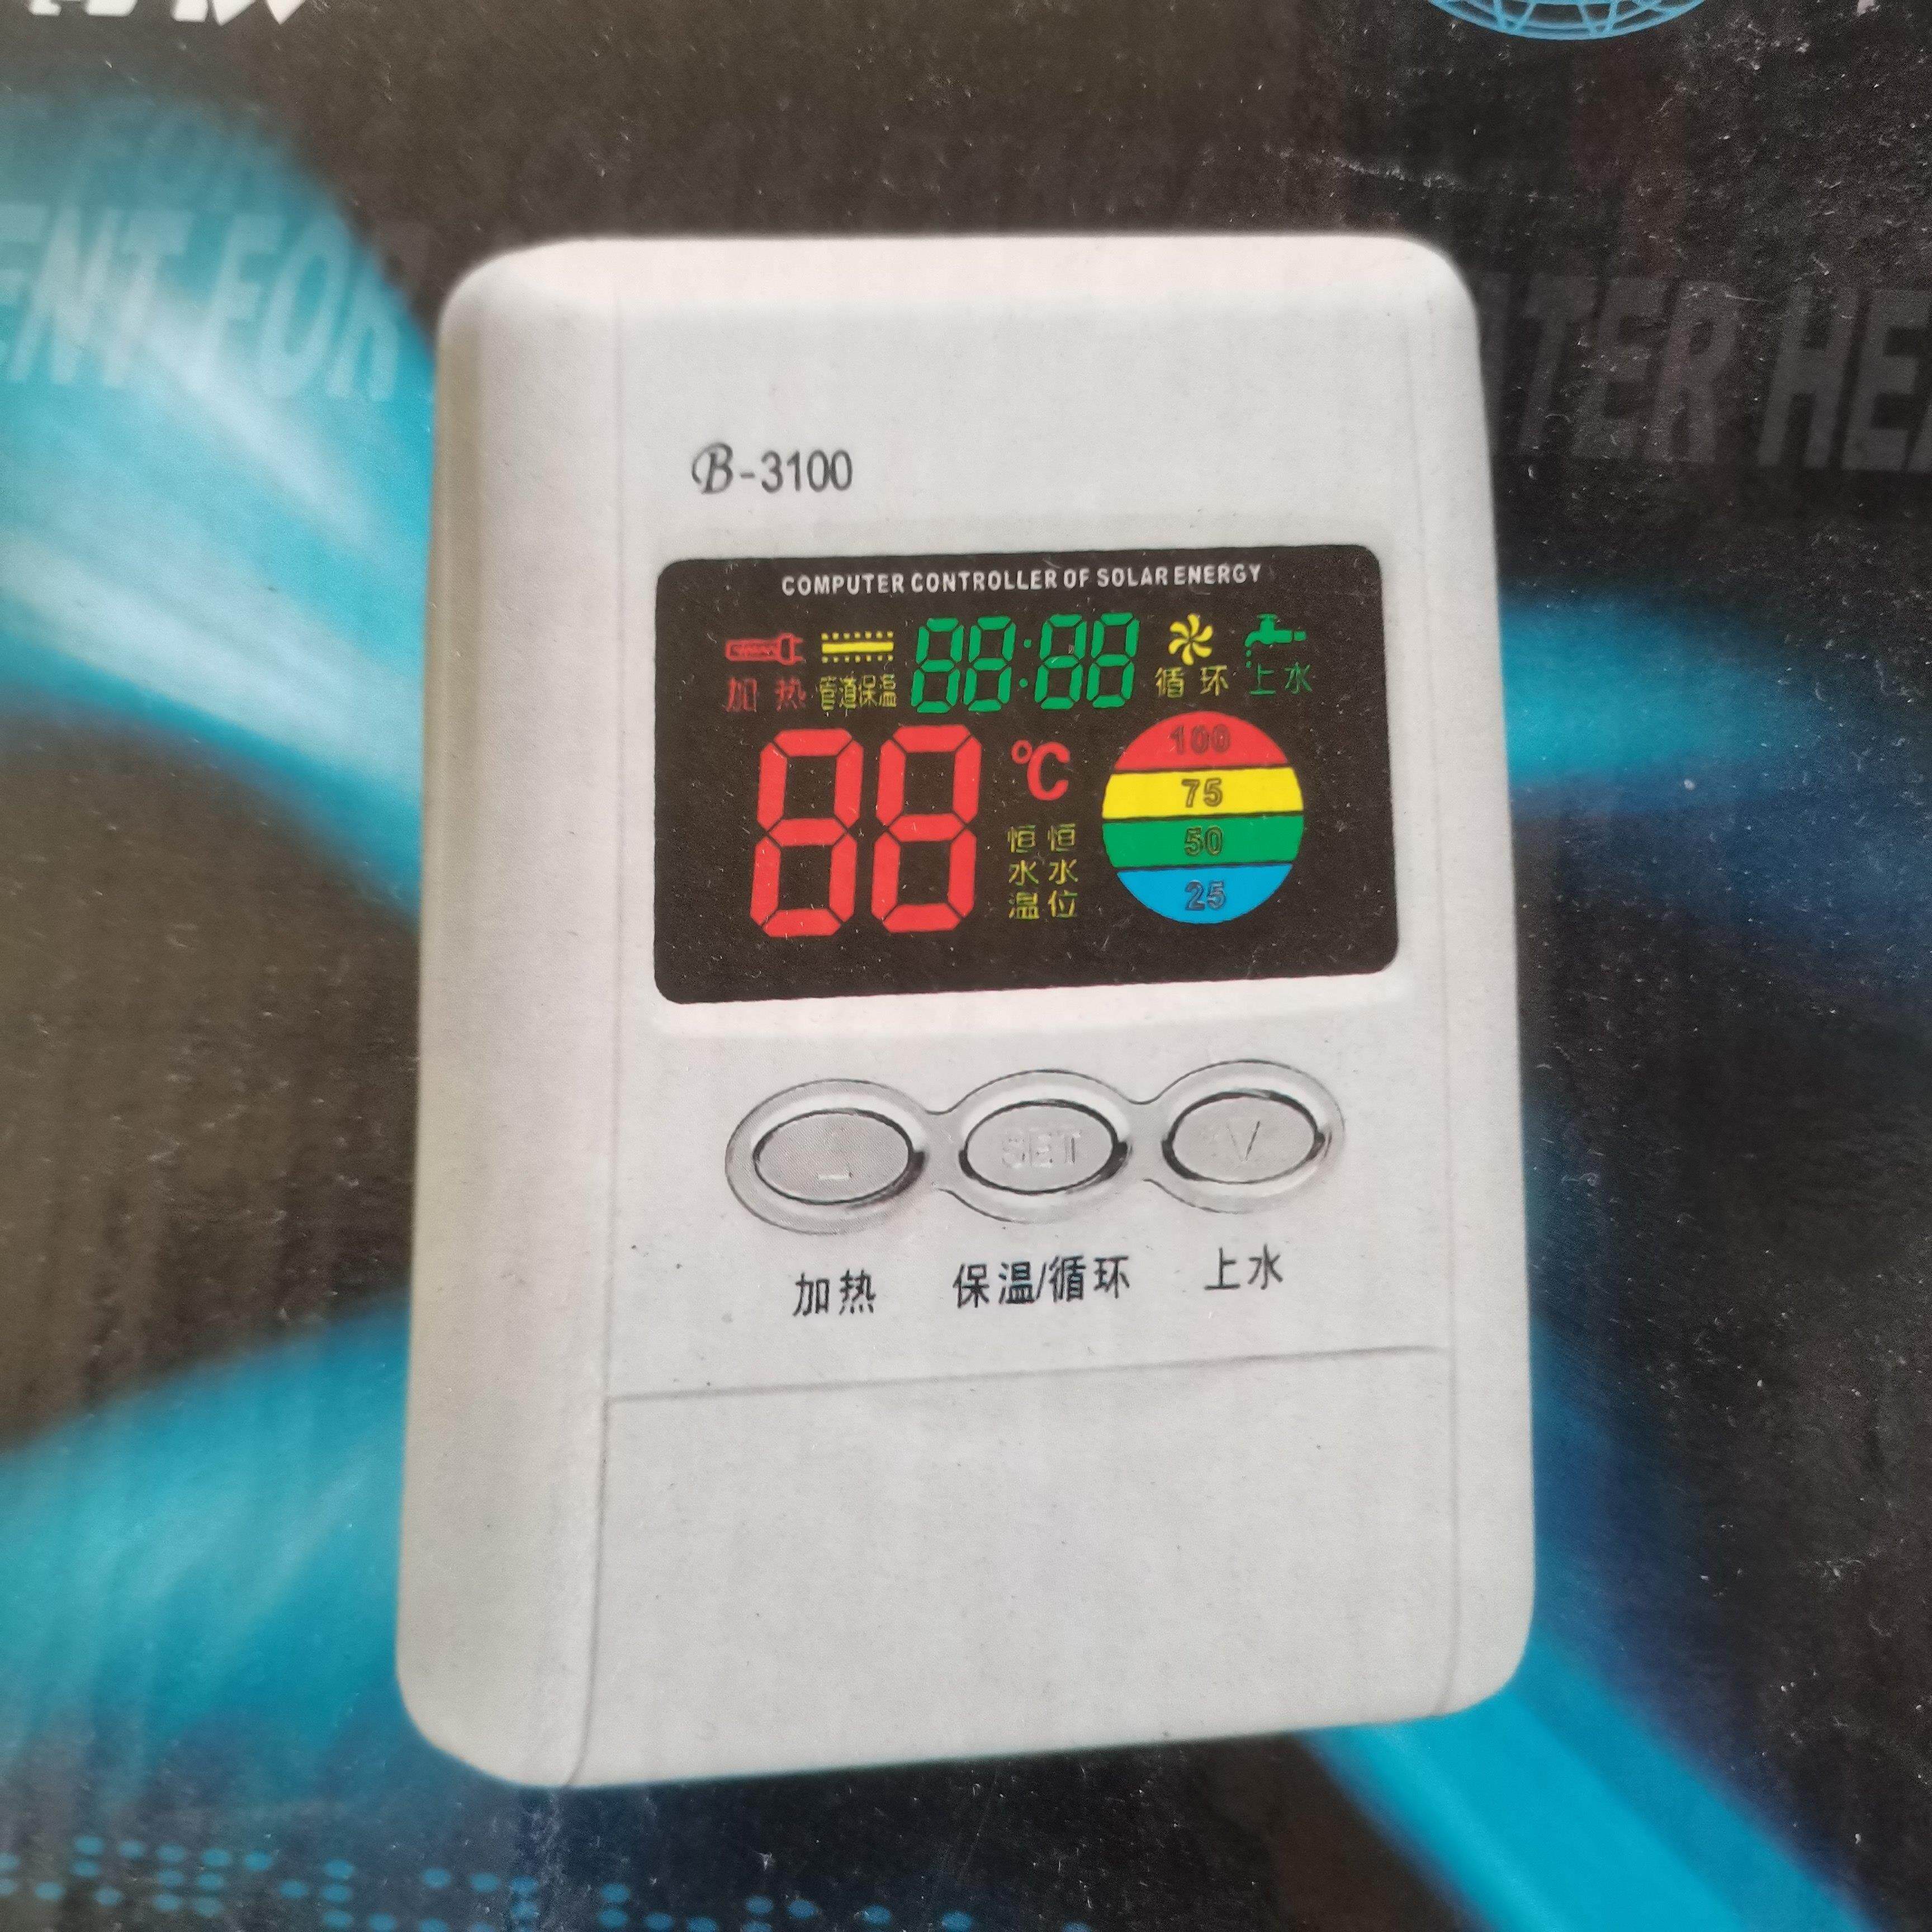 ENT FOR
TER HEA
B-3100
COMPUTER CONTROLLER OF SOLAR ENERGY
88:88
加热 管道保温 循环 上水
88 ℃
恒水温 恒水位
100
75
50
25
SET
加热 保温/循环 上水